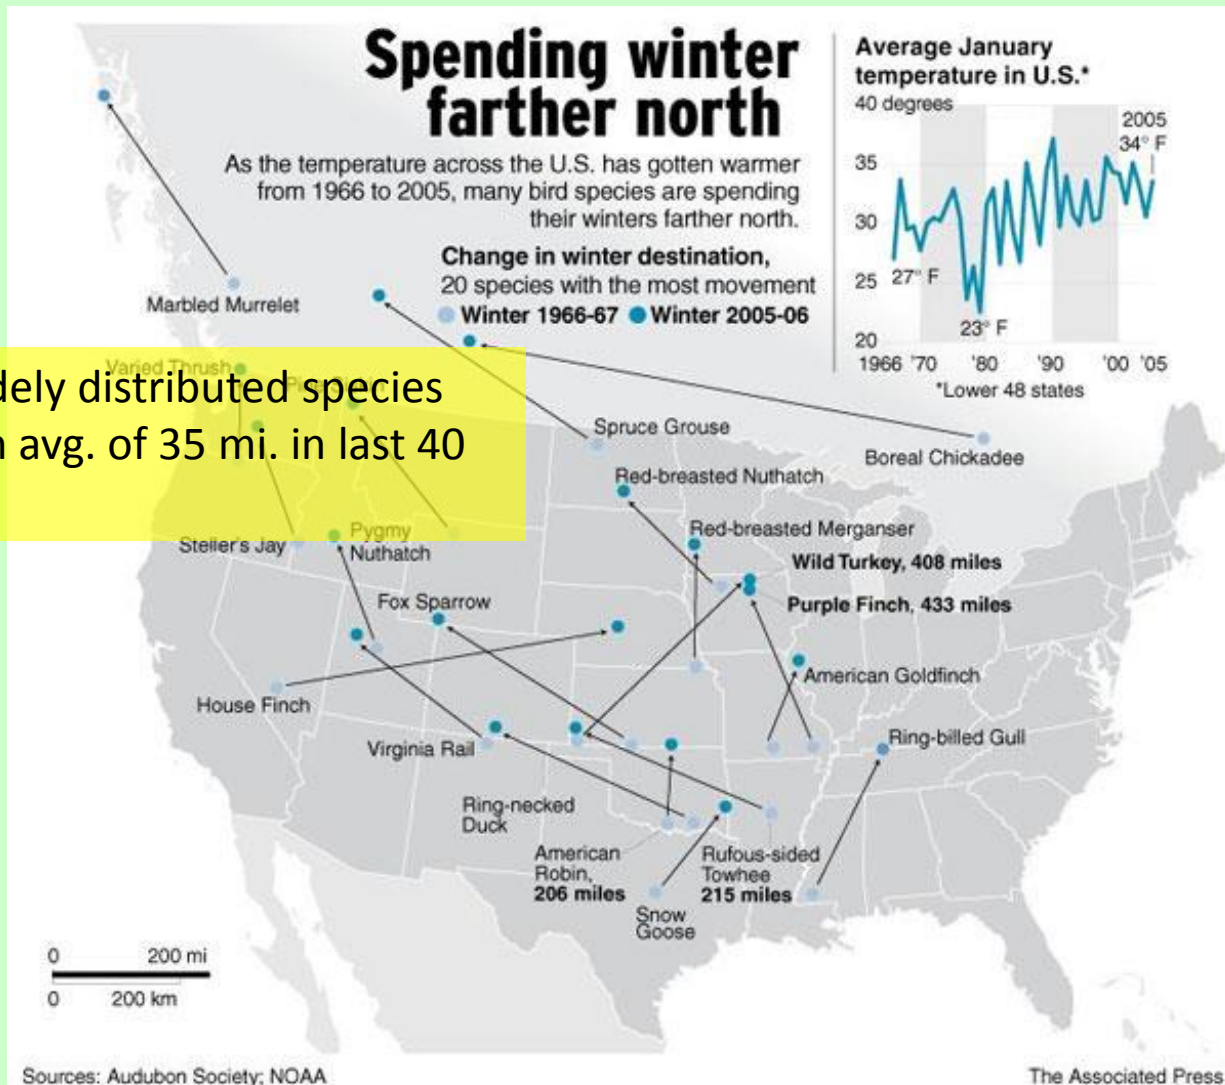 Spending winter
farther north
As the temperature across the U.S. has gotten warmer
from 1966 to 2005, many bird species are spending
their winters farther north.
Change in winter destination,
20 species with the most movement
Winter 1966-67 Winter 2005-06
Average January
temperature in U.S.*
40 degrees
35
30
25
20
2005
34° F
27° F
23° F
1966 '70 '80 '90 '00 '05
*Lower 48 states
Marbled Murrelet
Varied Thrush
dely distributed species
avg. of 35 mi. in last 40
Spruce Grouse
Boreal Chickadee
Red-breasted Nuthatch
Red-breasted Merganser
Steller's Jay
Pygmy
Nuthatch
Wild Turkey, 408 miles
Purple Finch, 433 miles
Fox Sparrow
American Goldfinch
House Finch
Virginia Rail
Ring-billed Gull
Ring-necked
Duck
American
Robin,
206 miles
Rufous-sided
Towhee
215 miles
Snow
Goose
0 200 mi
0 200 km
Sources: Audubon Society; NOAA
The Associated Press